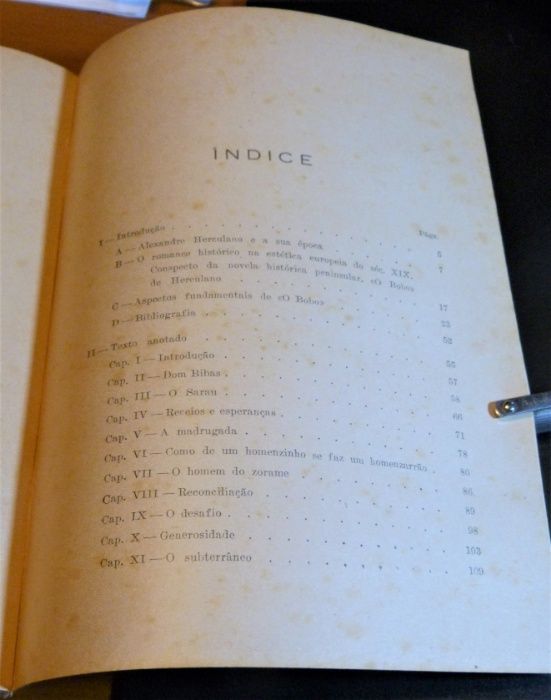 ÍNDICE
Págs.
I — Introdução . . . . . . . . . 5
A — Alexandre Herculano e a sua época . . . . 7
B — O romance histórico na estética europeia do séc. XIX.
Conspecto da novela histórica peninsular. «O Bobo»
de Herculano . . . . . . . . . 17
C — Aspectos fundamentais de «O Bobo» . . . . 23
D — Bibliografia . . . . . . . . . 52
II — Texto anotado . . . . . . . . . 55
Cap. I — Introdução . . . . . . . . . 57
Cap. II — Dom Bibas . . . . . . . . . 58
Cap. III — O Sarau . . . . . . . . . 66
Cap. IV — Receios e esperanças . . . . . . . 71
Cap. V — A madrugada . . . . . . . . . 78
Cap. VI — Como de um homenzinho se faz um homenzarrão . 80
Cap. VII — O homem do zorame . . . . . . . 86
Cap. VIII — Reconciliação . . . . . . . . . 89
Cap. IX — O desafio . . . . . . . . . 98
Cap. X — Generosidade . . . . . . . . . 103
Cap. XI — O subterrâneo . . . . . . . . . 109